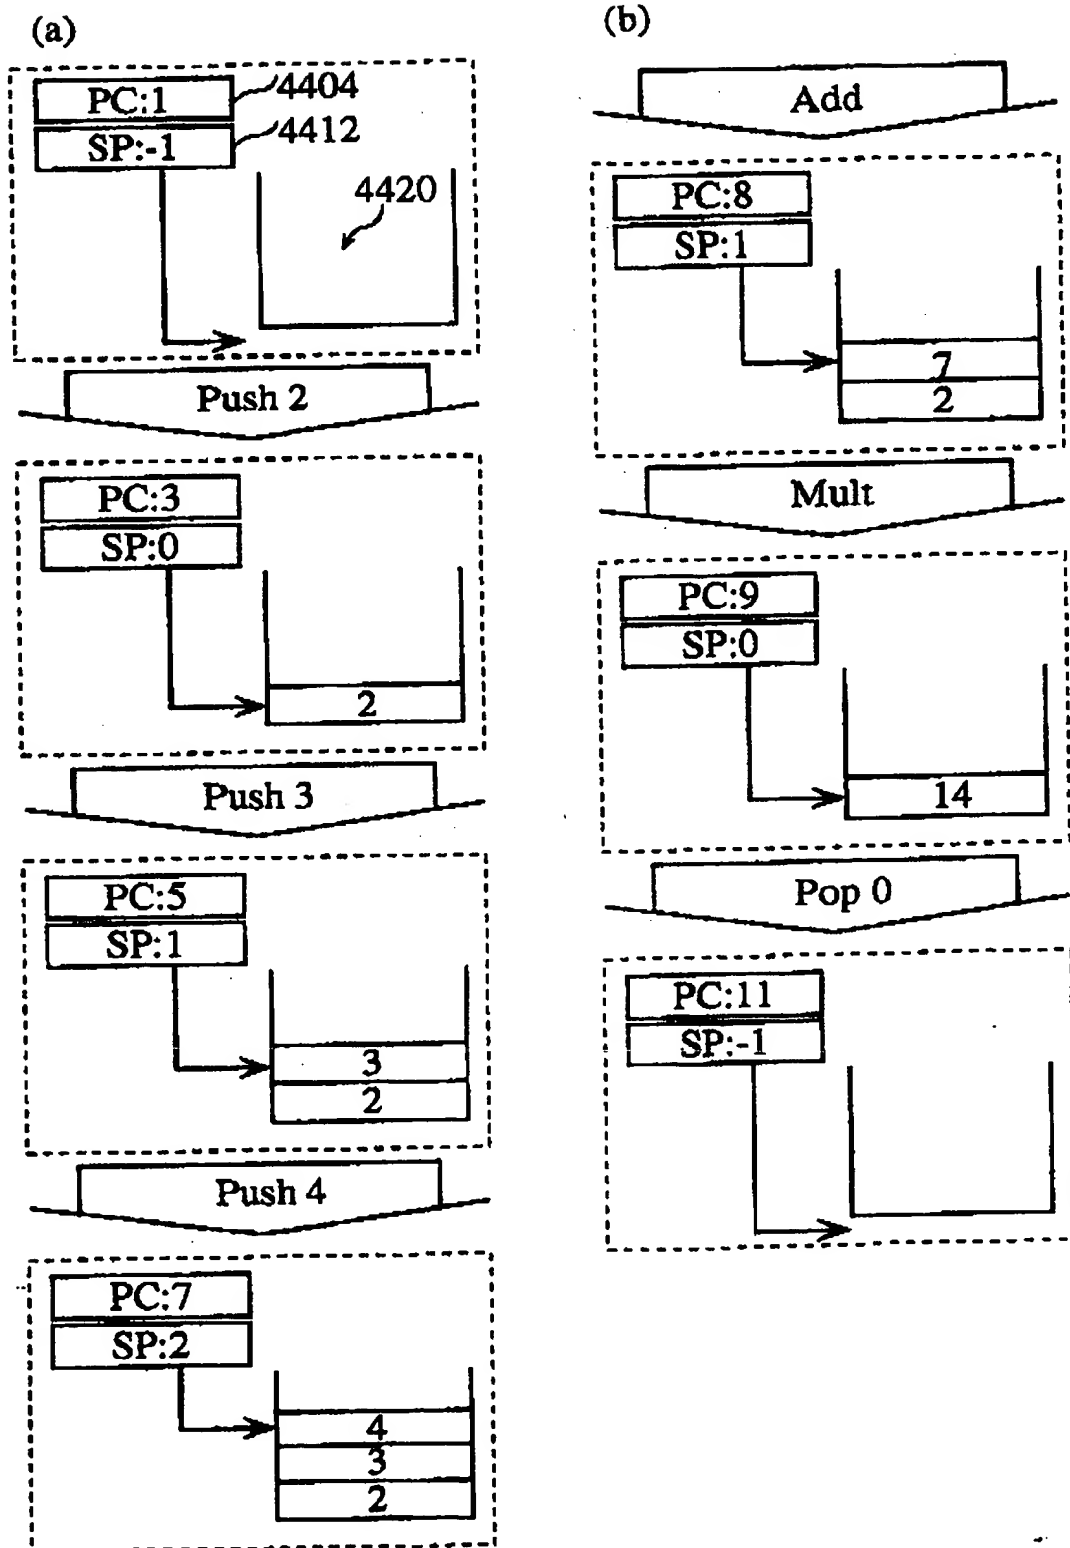 (a)
PC:1
4404
SP:-1
4412
4420
Push 2
PC:3
SP:0
2
Push 3
PC:5
SP:1
3
2
Push 4
PC:7
SP:2
4
3
2
(b)
Add
PC:8
SP:1
7
2
Mult
PC:9
SP:0
14
Pop 0
PC:11
SP:-1